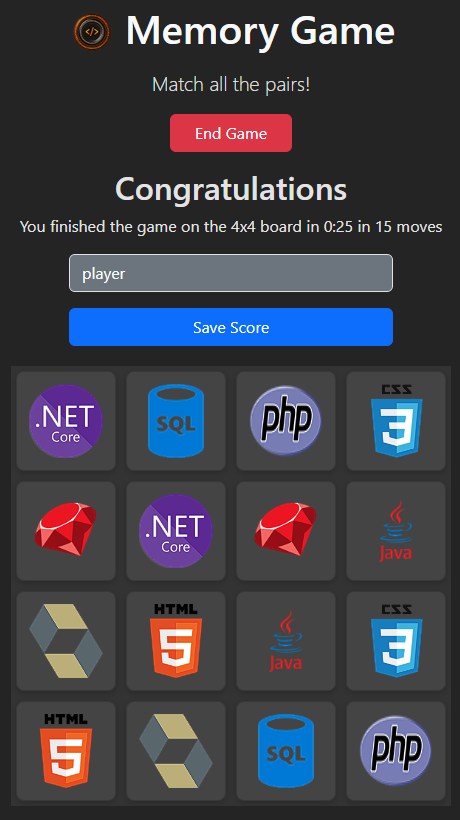 </> Memory Game
Match all the pairs!
End Game
Congratulations
You finished the game on the 4x4 board in 0:25 in 15 moves
player
Save Score
.NET Core
SQL
php
CSS 3
.NET Core
Java
HTML 5
Java
CSS 3
HTML 5
SQL
php